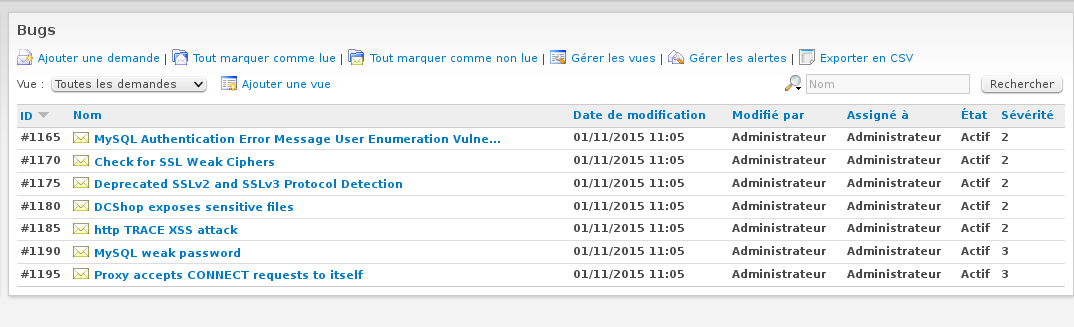 Bugs
Ajouter une demande | Tout marquer comme lue | Tout marquer comme non lue | Gérer les vues | Gérer les alertes | Exporter en CSV
Vue : Toutes les demandes Ajouter une vue Nom Rechercher
ID Nom Date de modification Modifié par Assigné à État Sévérité
#1165 MySQL Authentication Error Message User Enumeration Vulne... 01/11/2015 11:05 Administrateur Administrateur Actif 2
#1170 Check for SSL Weak Ciphers 01/11/2015 11:05 Administrateur Administrateur Actif 2
#1175 Deprecated SSLv2 and SSLv3 Protocol Detection 01/11/2015 11:05 Administrateur Administrateur Actif 2
#1180 DCShop exposes sensitive files 01/11/2015 11:05 Administrateur Administrateur Actif 2
#1185 http TRACE XSS attack 01/11/2015 11:05 Administrateur Administrateur Actif 2
#1190 MySQL weak password 01/11/2015 11:05 Administrateur Administrateur Actif 3
#1195 Proxy accepts CONNECT requests to itself 01/11/2015 11:05 Administrateur Administrateur Actif 3